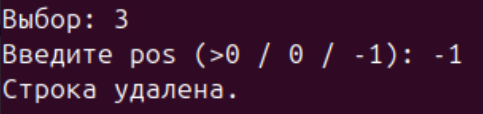 Выбор: 3
Введите pos (>0 / 0 / -1): -1
Строка удалена.